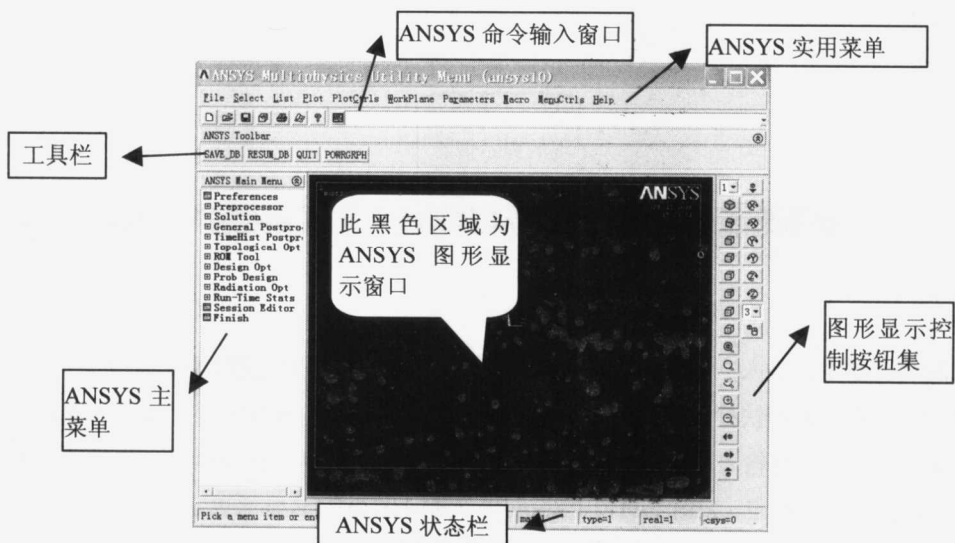 ANSYS 命令输入窗口
ANSYS 实用菜单
ANSYS Multiphysics Utility Menu (ansys10)
File Select List Plot PlotCtrls WorkPlane Parameters Macro MenuCtrls Help
ANSYS Toolbar
工具栏
SAVE_DB RESUM_DB QUIT POWRGRPH
ANSYS Main Menu
Preferences
Preprocessor
Solution
General Postpro
TimeHist Postpr
Topological Opt
ROM Tool
Design Opt
Prob Design
Radiation Opt
Run-Time Stats
Session Editor
Finish
ANSYS
1
此黑色区域为
ANSYS 图形显
示窗口
3
图形显示控
制按钮集
ANSYS 主
菜单
Pick a menu item or
ANSYS 状态栏
type=1
real=1
csys=0